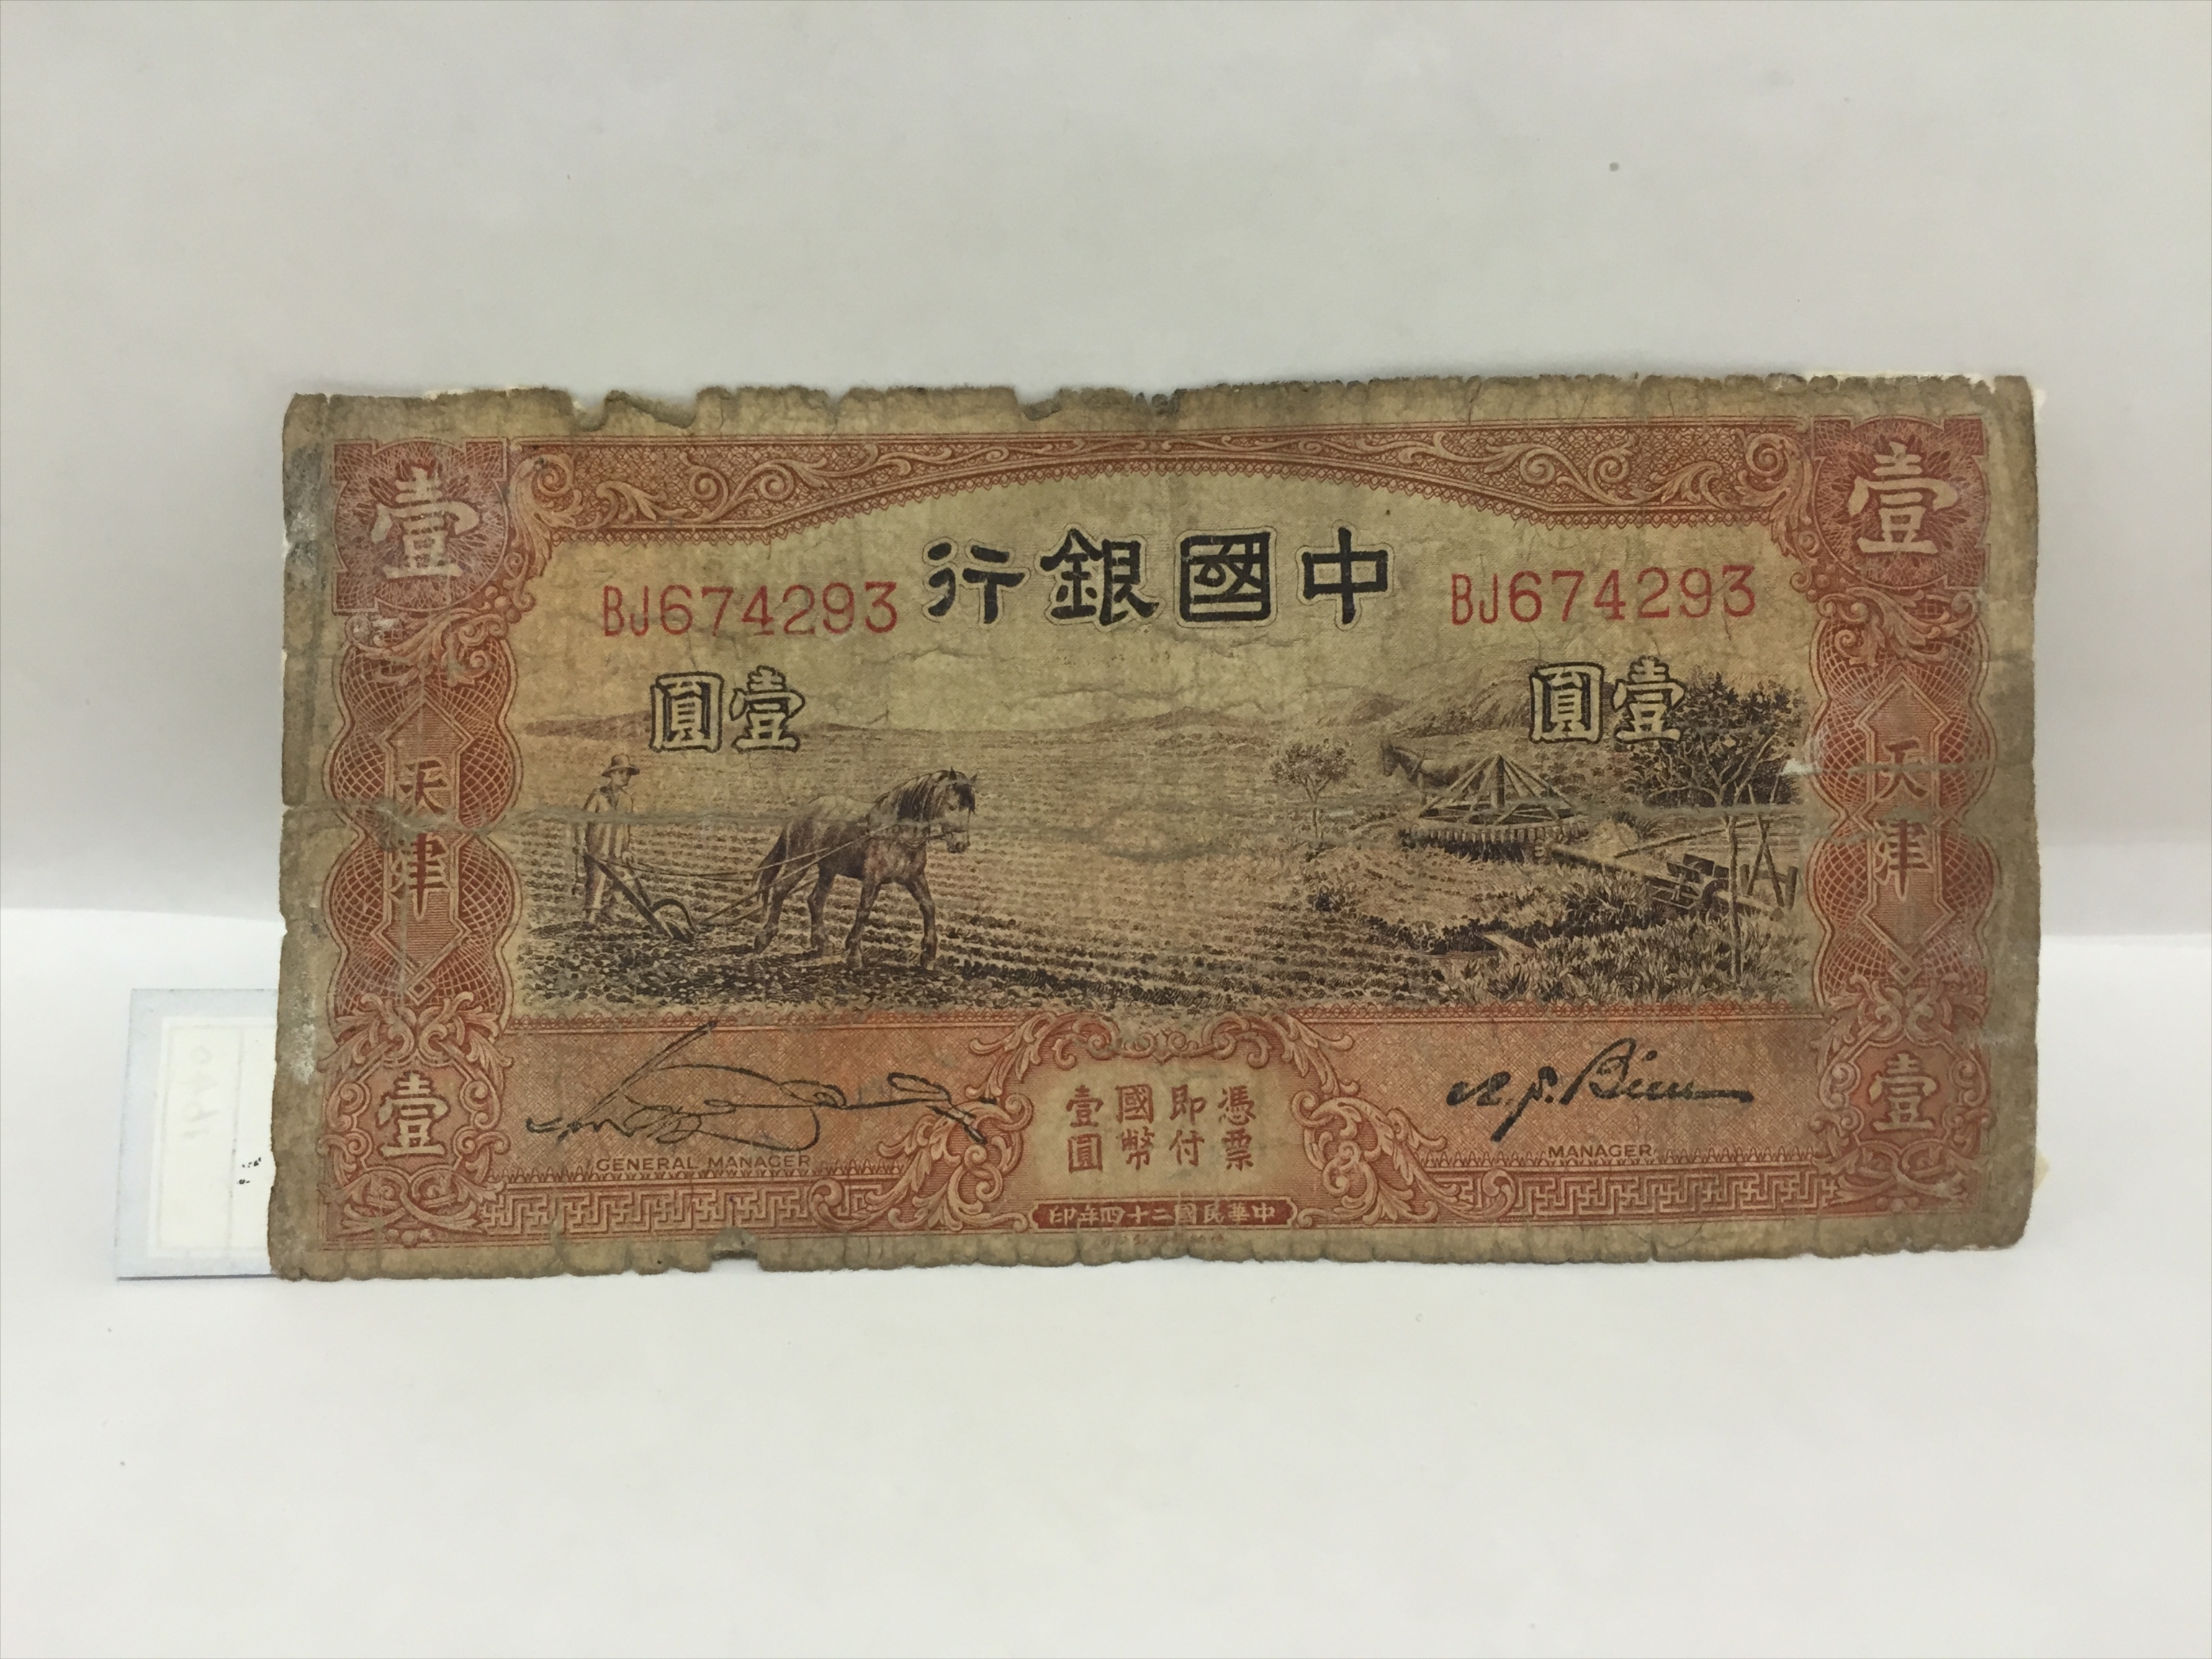 壹
壹
中國銀行
BJ674293
BJ674293
壹圓
壹圓
天津
天津
憑票
即付
國幣
壹圓
GENERAL MANAGER
MANAGER
壹
壹
中華民國二十四年印